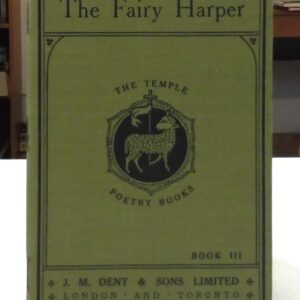 The Fairy Harper
THE TEMPLE
POETRY BOOKS
BOOK III
J. M. DENT & SONS LIMITED
LONDON · AND · TORONTO